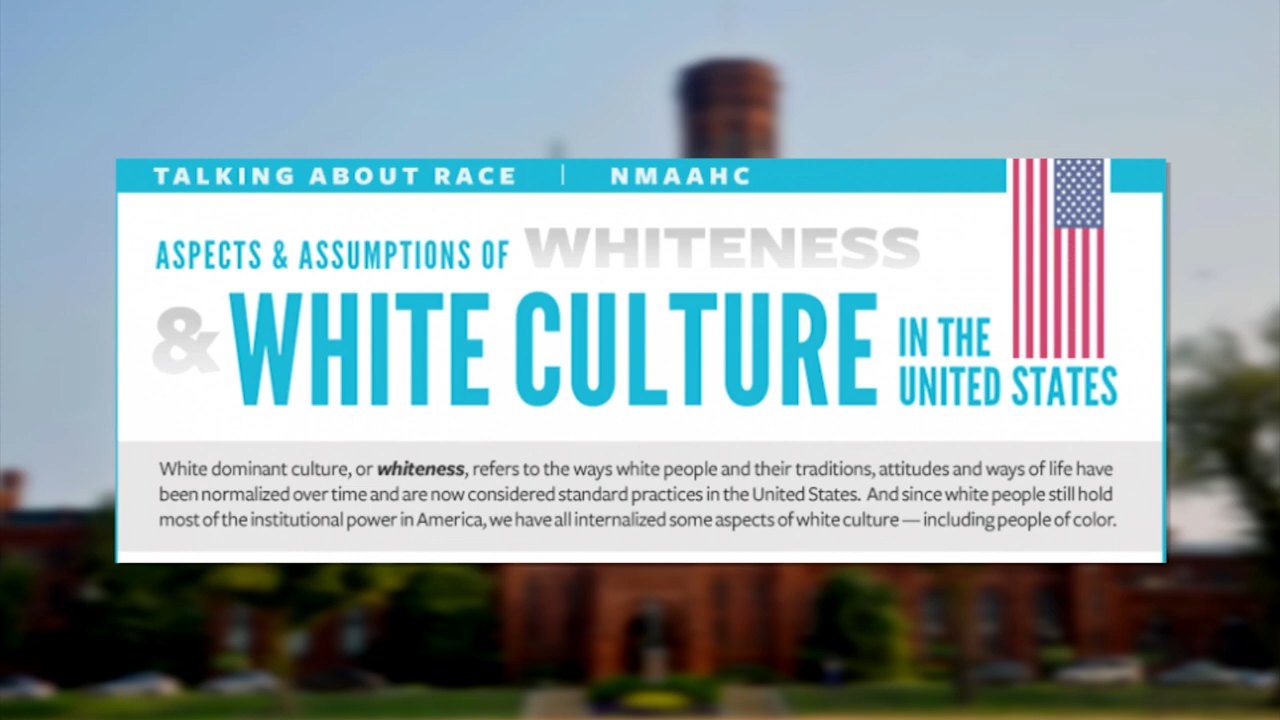 TALKING ABOUT RACE | NMAAHC
ASPECTS & ASSUMPTIONS OF WHITENESS
& WHITE CULTURE IN THE
UNITED STATES
White dominant culture, or whiteness, refers to the ways white people and their traditions, attitudes and ways of life have
been normalized over time and are now considered standard practices in the United States. And since white people still hold
most of the institutional power in America, we have all internalized some aspects of white culture — including people of color.